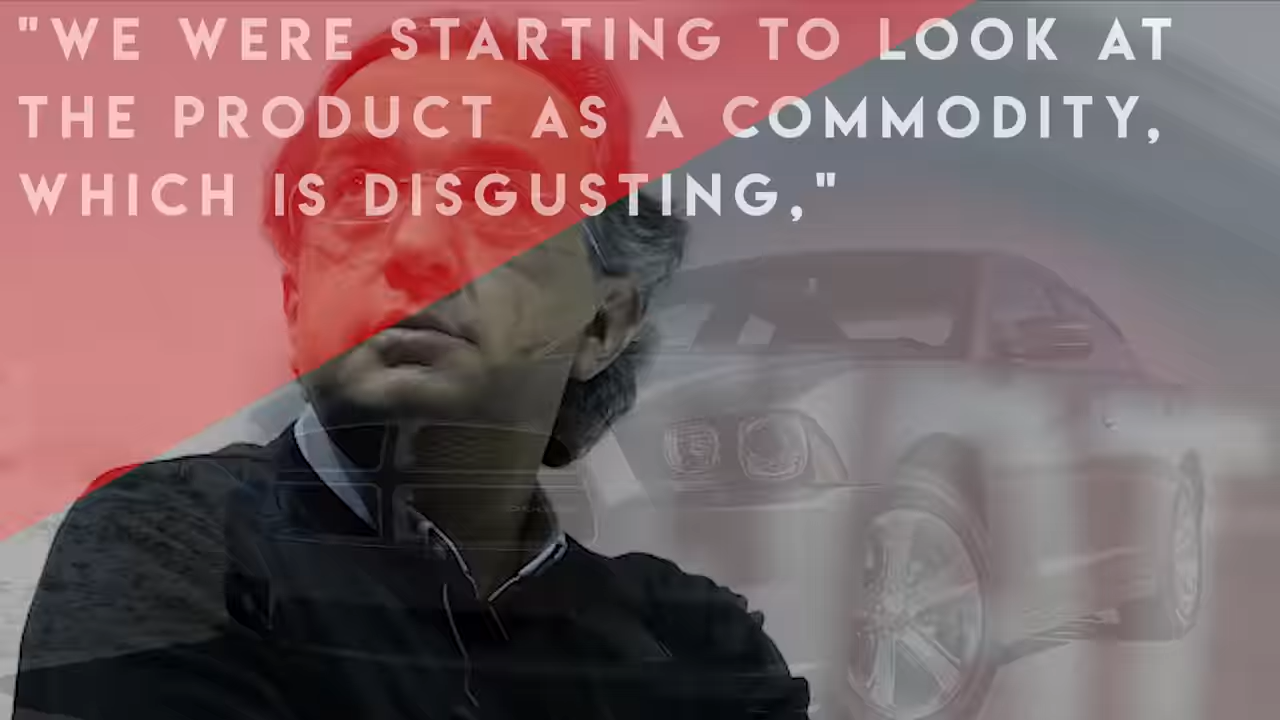 "WE WERE STARTING TO LOOK AT
THE PRODUCT AS A COMMODITY,
WHICH IS DISGUSTING,"